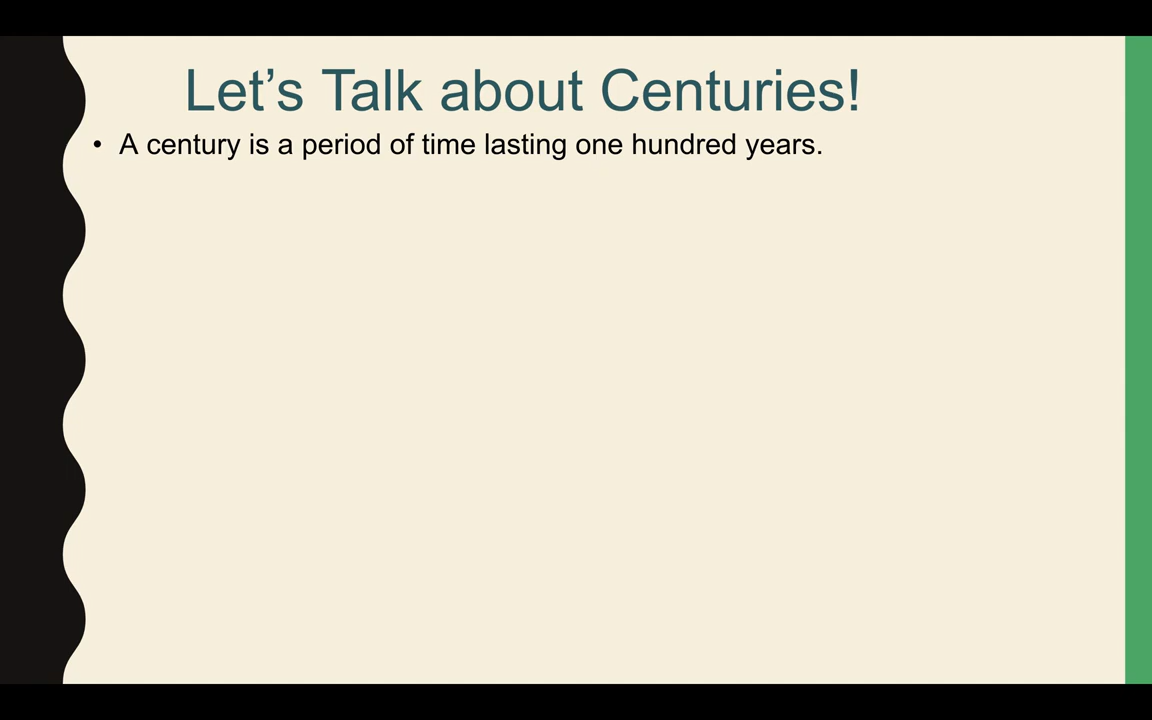 Let’s Talk about Centuries!
• A century is a period of time lasting one hundred years.